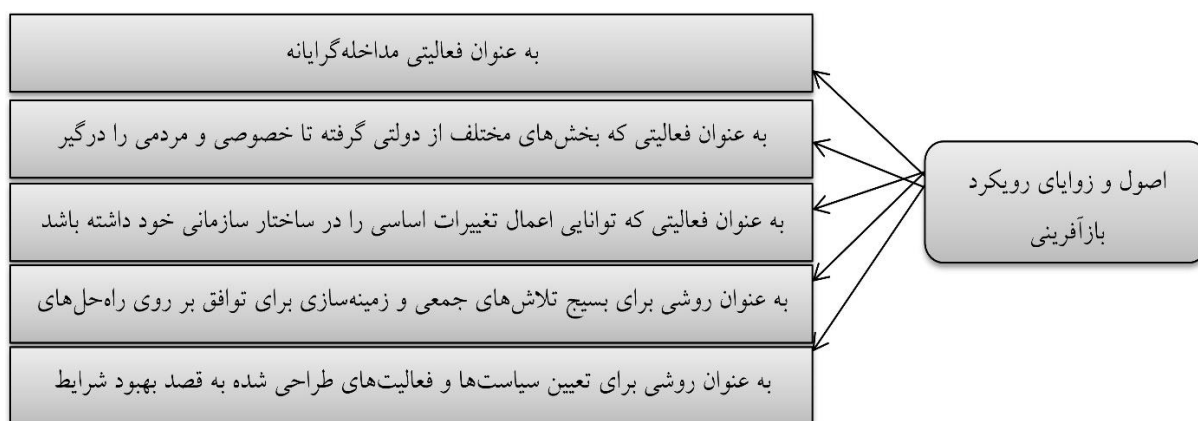 اصول و زوایای رویکرد
بازآفرینی
به عنوان فعالیتی مداخله‌گرایانه
به عنوان فعالیتی که بخش‌های مختلف از دولتی گرفته تا خصوصی و مردمی را درگیر
به عنوان فعالیتی که توانایی اعمال تغییرات اساسی را در ساختار سازمانی خود داشته باشد
به عنوان روشی برای بسیج تلاش‌های جمعی و زمینه‌سازی برای توافق بر روی راه‌حل‌های
به عنوان روشی برای تعیین سیاست‌ها و فعالیت‌های طراحی شده به قصد بهبود شرایط